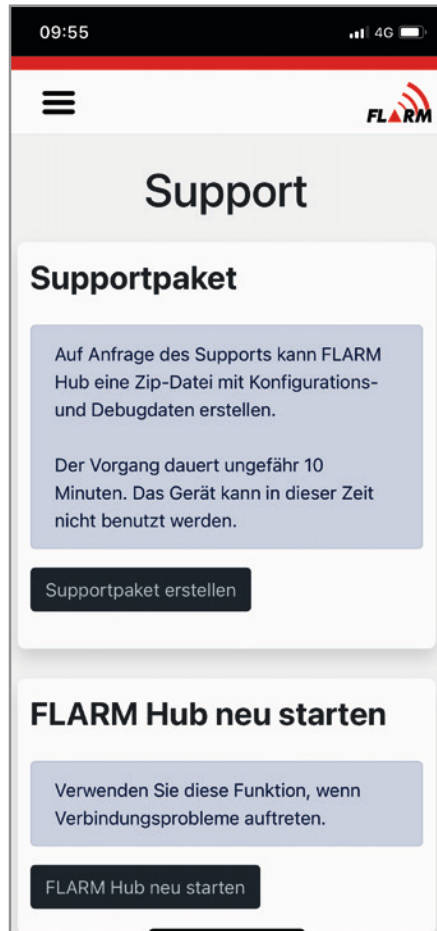 09:55
4G
FLARM
Support
Supportpaket
Auf Anfrage des Supports kann FLARM
Hub eine Zip-Datei mit Konfigurations-
und Debugdaten erstellen.
Der Vorgang dauert ungefähr 10
Minuten. Das Gerät kann in dieser Zeit
nicht benutzt werden.
Supportpaket erstellen
FLARM Hub neu starten
Verwenden Sie diese Funktion, wenn
Verbindungsprobleme auftreten.
FLARM Hub neu starten